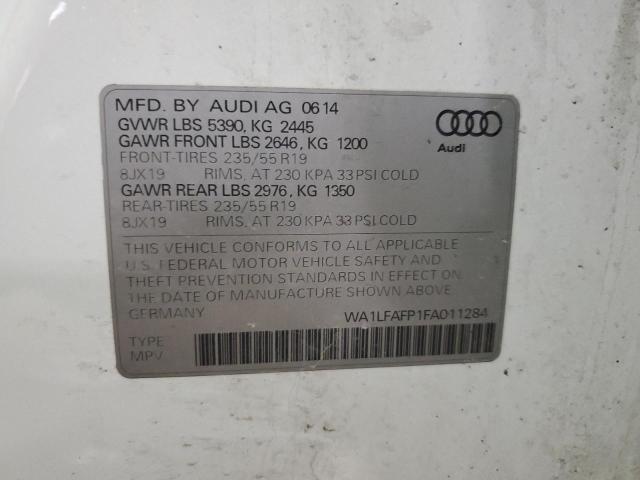 MFD. BY AUDI AG 06 14
GVWR LBS 5390, KG 2445
GAWR FRONT LBS 2646, KG 1200
FRONT-TIRES 235/55 R19
8JX19 RIMS, AT 230 KPA 33 PSI COLD
GAWR REAR LBS 2976, KG 1350
REAR-TIRES 235/55 R19
8JX19 RIMS, AT 230 KPA 33 PSI COLD
Audi
THIS VEHICLE CONFORMS TO ALL APPLICABLE
U.S. FEDERAL MOTOR VEHICLE SAFETY AND
THEFT PREVENTION STANDARDS IN EFFECT ON
THE DATE OF MANUFACTURE SHOWN ABOVE.
GERMANY
WA1LFAFP1FA011284
TYPE
MPV